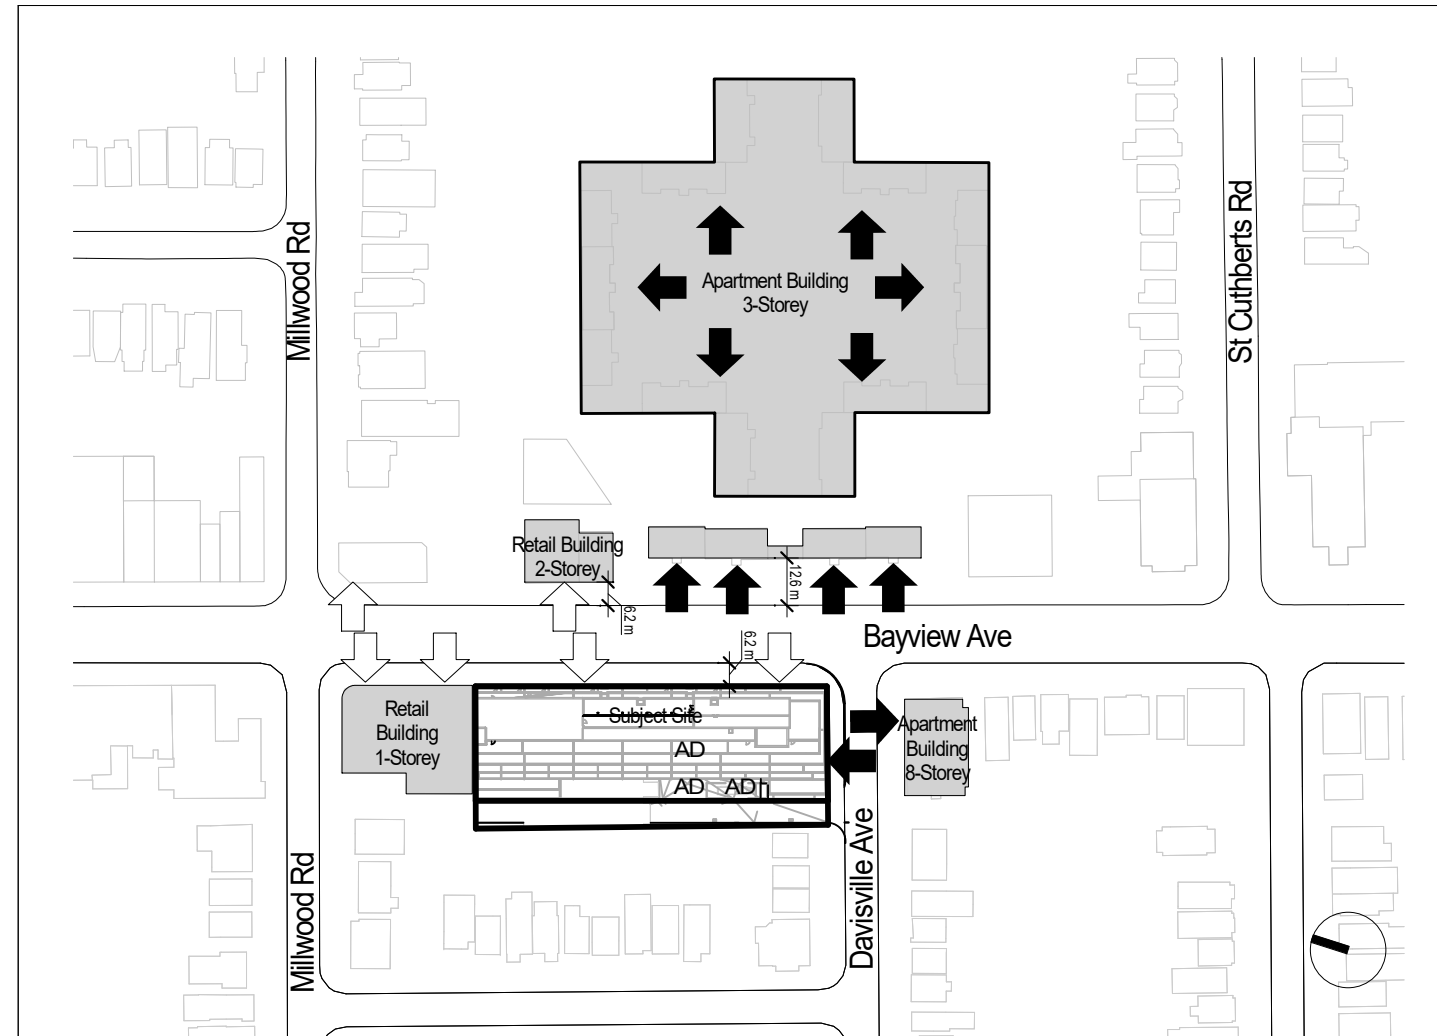 Millwood Rd
St Cuthberts Rd
Apartment Building
3-Storey
Retail Building
2-Storey
12.6 m
6.2 m
6.2 m
Bayview Ave
Retail
Building
1-Storey
Subject Site
AD
AD
AD
Apartment
Building
8-Storey
Millwood Rd
Davisville Ave